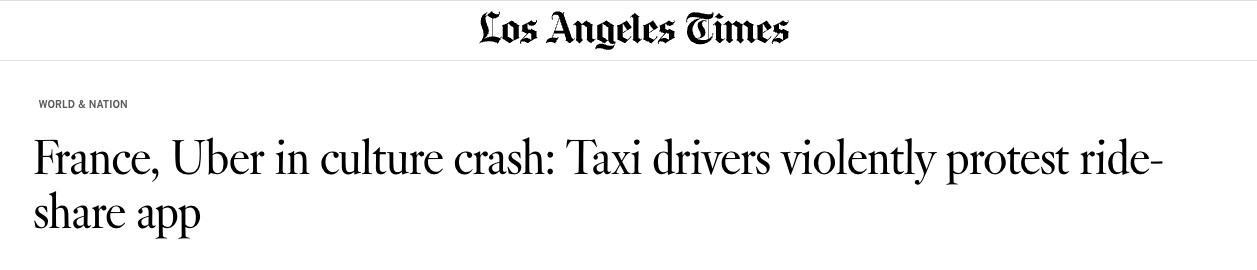 Los Angeles Times
WORLD & NATION
France, Uber in culture crash: Taxi drivers violently protest ride-
share app